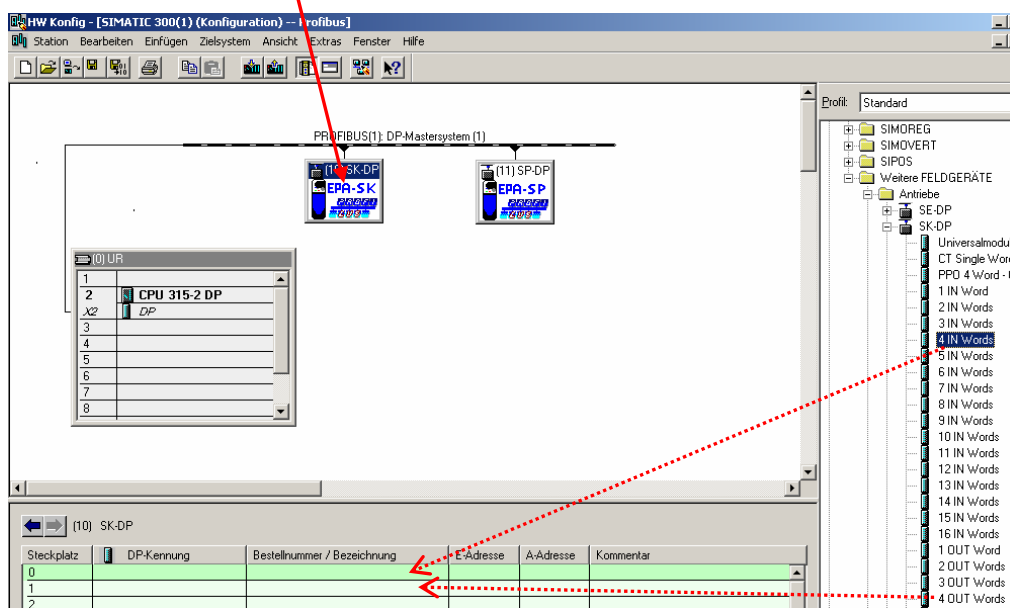 HW Konfig - [SIMATIC 300(1) (Konfiguration) -- Profibus]
Station Bearbeiten Einfügen Zielsystem Ansicht Extras Fenster Hilfe
Profil: Standard
PROFIBUS(1): DP-Mastersystem (1)
(10) SK-DP
EPA-SK
(11) SP-DP
EPA-SP
(0) UR
1
2 CPU 315-2 DP
X2 DP
3
4
5
6
7
8
SIMOREG
SIMOVERT
SIPOS
Weitere FELDGERÄTE
Antriebe
SE-DP
SK-DP
Universalmodu
CT Single Wor
PPO 4 Word -
1 IN Word
2 IN Words
3 IN Words
4 IN Words
5 IN Words
6 IN Words
7 IN Words
8 IN Words
9 IN Words
10 IN Words
11 IN Words
12 IN Words
13 IN Words
14 IN Words
15 IN Words
16 IN Words
1 OUT Word
2 OUT Words
3 OUT Words
4 OUT Words
(10) SK-DP
Steckplatz DP-Kennung Bestellnummer / Bezeichnung E-Adresse A-Adresse Kommentar
0
1
2